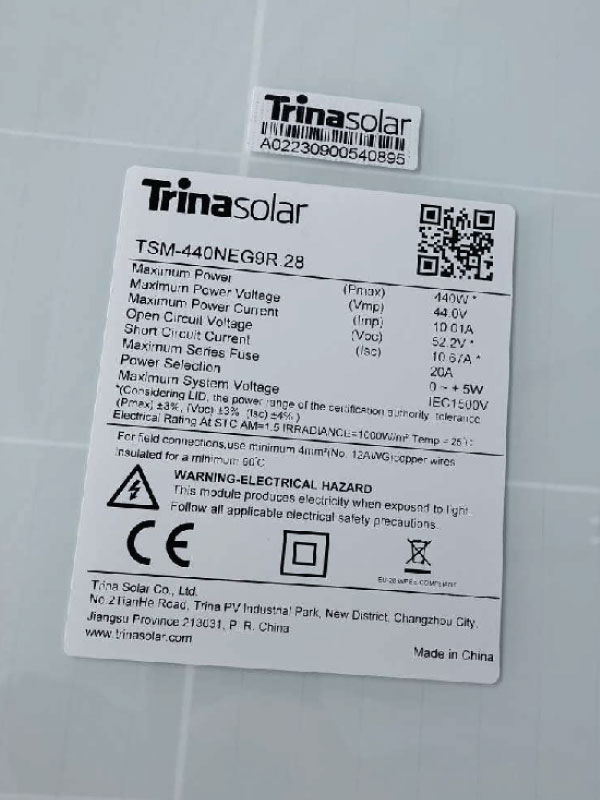 Trinasolar
A02230900540895
Trinasolar
TSM-440NEG9R.28
Maximum Power (Pmax) 440W *
Maximum Power Voltage (Vmp) 44.0V
Maximum Power Current (Imp) 10.01A
Open Circuit Voltage (Voc) 52.2V *
Short Circuit Current (Isc) 10.67A *
Maximum Series Fuse 20A
Power Selection 0 ~ + 5W
Maximum System Voltage IEC1500V
*(Considering LID, the power range of the certification authority tolerance
(Pmax) ±3%, (Voc) ±3% (Isc) ±4% )
Electrical Rating At STC AM=1.5 IRRADIANCE=1000W/m² Temp = 25°C
For field connections,use minimum 4mm²(No. 12AWG)copper wires
insulated for a minimum 90°C
WARNING-ELECTRICAL HAZARD
This module produces electricity when exposed to light
Follow all applicable electrical safety precautions.
CE
Trina Solar Co., Ltd.
No.2TianHe Road, Trina PV Industrial Park, New District, Changzhou City,
Jiangsu Province 213031, P. R. China
www.trinasolar.com
Made in China